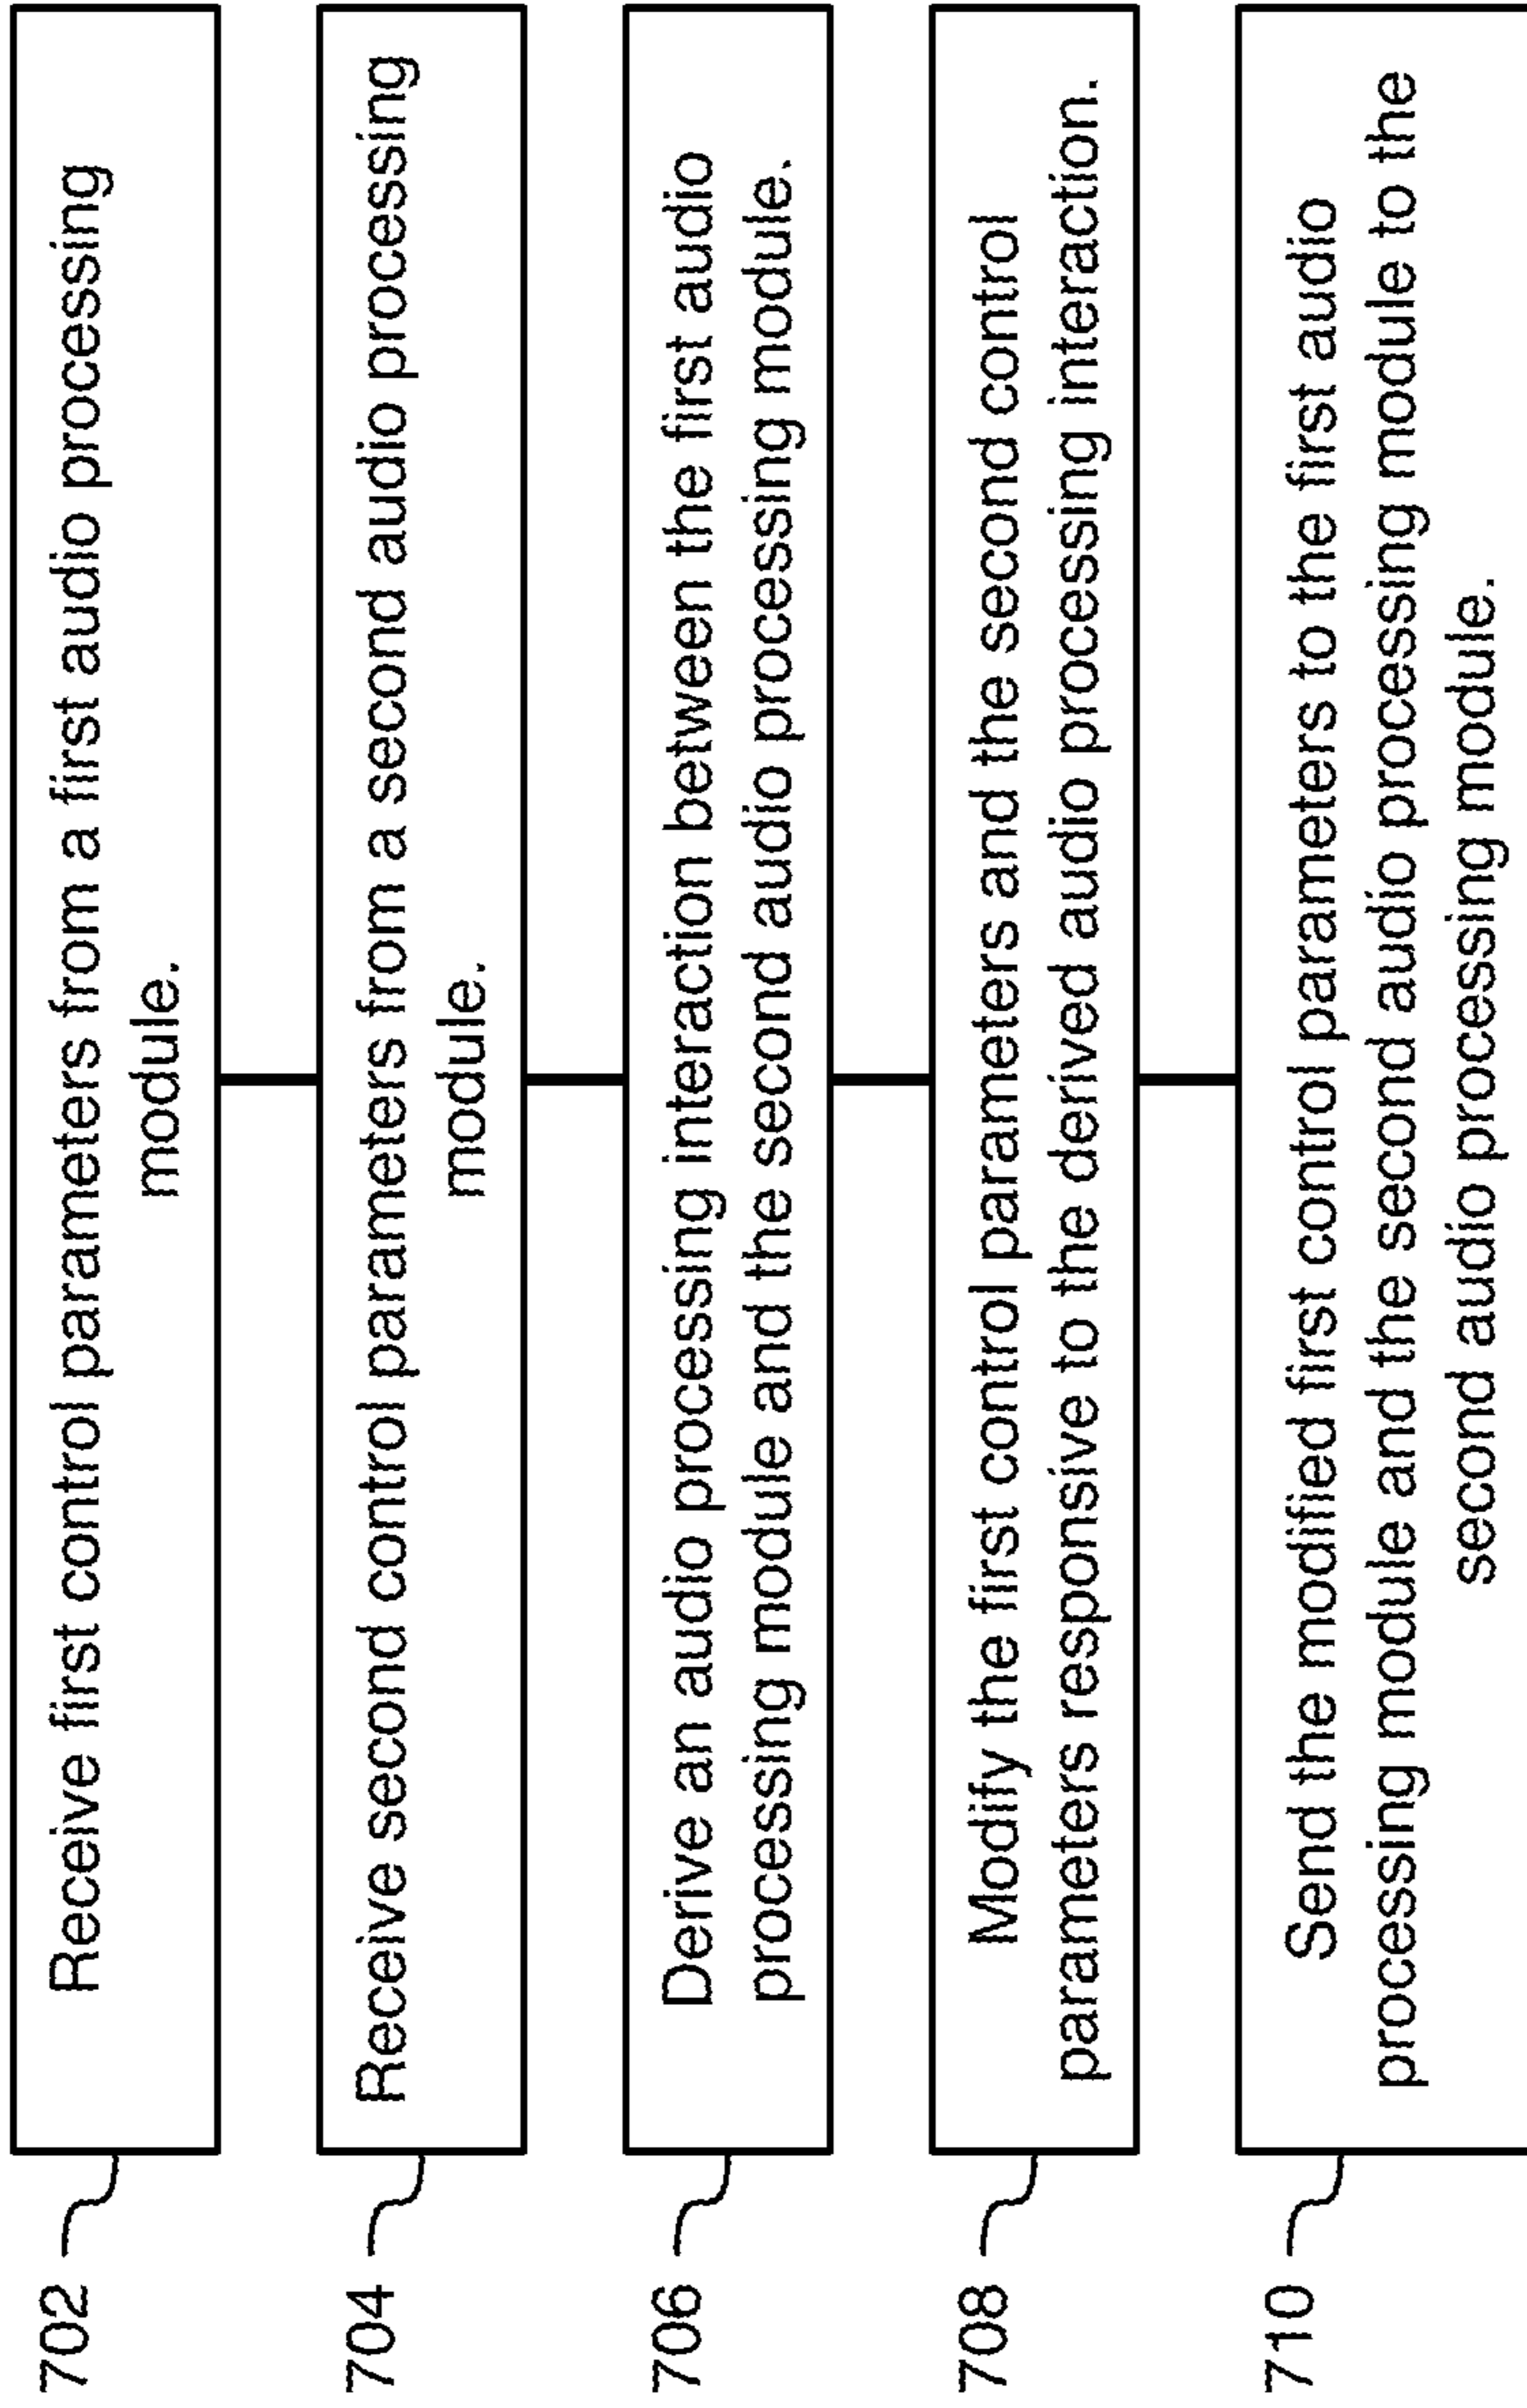 702
Receive first control parameters from a first audio processing
module.
704
Receive second control parameters from a second audio processing
module.
706
Derive an audio processing interaction between the first audio
processing module and the second audio processing module.
708
Modify the first control parameters and the second control
parameters responsive to the derived audio processing interaction.
710
Send the modified first control parameters to the first audio
processing module and the second audio processing module to the
second audio processing module.